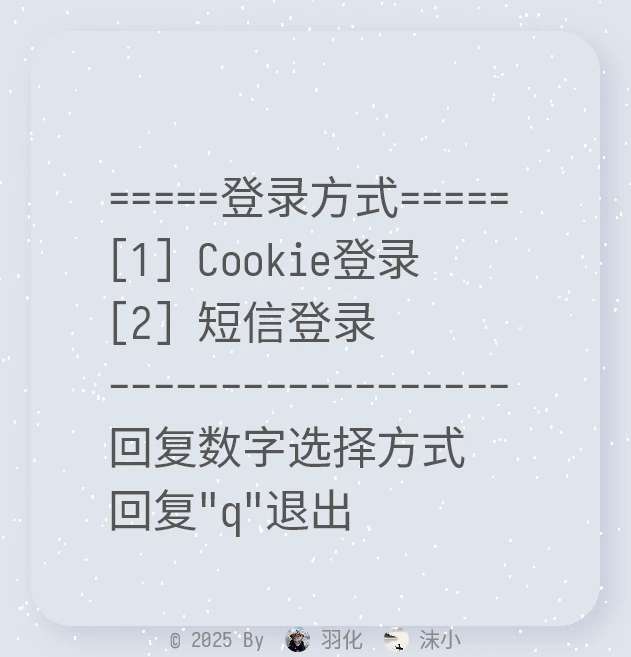 =====登录方式=====
[1] Cookie登录
[2] 短信登录
------------------
回复数字选择方式
回复"q"退出
© 2025 By 羽化 沫小